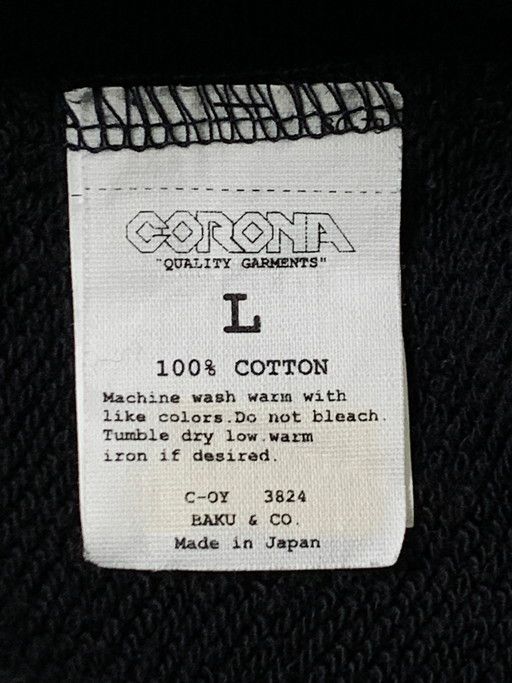 CORONA
"QUALITY GARMENTS"
L
100% COTTON
Machine wash warm with
like colors.Do not bleach.
Tumble dry low.warm
iron if desired.
C-OY 3824
BAKU & CO.
Made in Japan